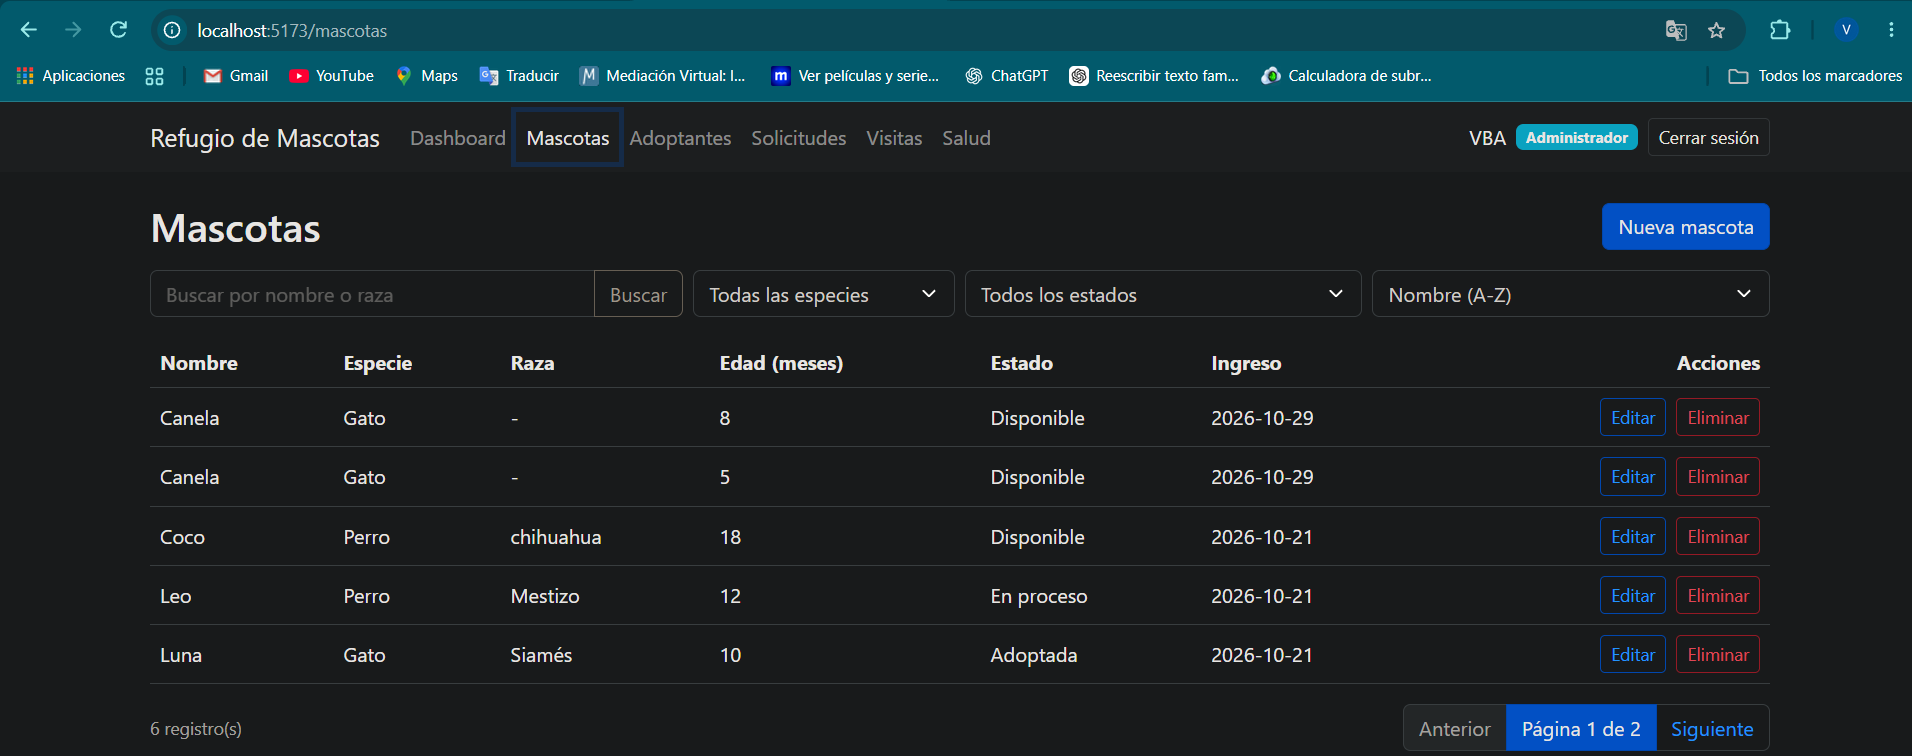 localhost:5173/mascotas
V
Aplicaciones Gmail YouTube Maps Traducir Mediación Virtual: I... Ver películas y serie... ChatGPT Reescribir texto fam... Calculadora de subr... Todos los marcadores
Refugio de Mascotas Dashboard Mascotas Adoptantes Solicitudes Visitas Salud VBA Administrador Cerrar sesión
Mascotas Nueva mascota
Buscar por nombre o raza Buscar Todas las especies Todos los estados Nombre (A-Z)
Nombre Especie Raza Edad (meses) Estado Ingreso Acciones
Canela Gato - 8 Disponible 2026-10-29 Editar Eliminar
Canela Gato - 5 Disponible 2026-10-29 Editar Eliminar
Coco Perro chihuahua 18 Disponible 2026-10-21 Editar Eliminar
Leo Perro Mestizo 12 En proceso 2026-10-21 Editar Eliminar
Luna Gato Siamés 10 Adoptada 2026-10-21 Editar Eliminar
6 registro(s) Anterior Página 1 de 2 Siguiente